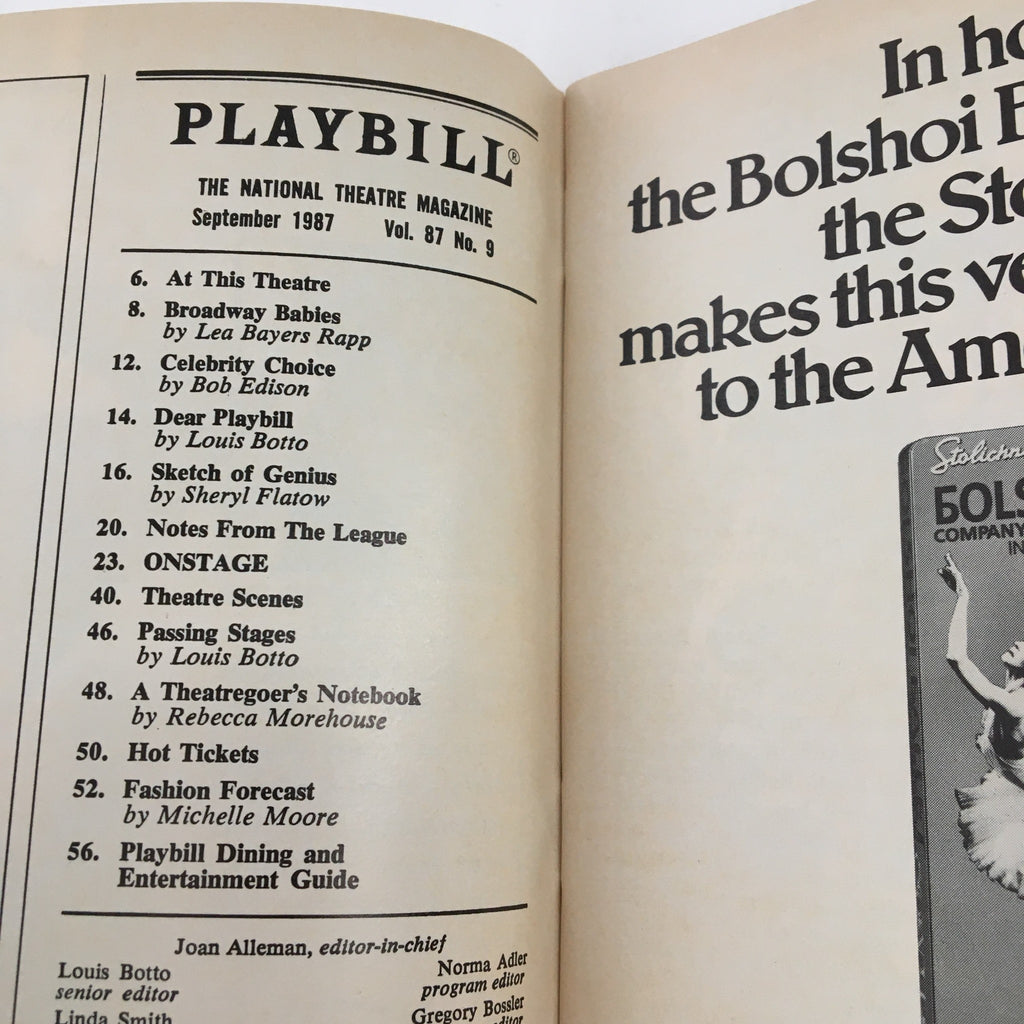 PLAYBILL®
THE NATIONAL THEATRE MAGAZINE
September 1987 Vol. 87 No. 9
6. At This Theatre
8. Broadway Babies
by Lea Bayers Rapp
12. Celebrity Choice
by Bob Edison
14. Dear Playbill
by Louis Botto
16. Sketch of Genius
by Sheryl Flatow
20. Notes From The League
23. ONSTAGE
40. Theatre Scenes
46. Passing Stages
by Louis Botto
48. A Theatregoer's Notebook
by Rebecca Morehouse
50. Hot Tickets
52. Fashion Forecast
by Michelle Moore
56. Playbill Dining and
Entertainment Guide
Joan Alleman, editor-in-chief
Louis Botto
senior editor
Linda Smith
Norma Adler
program editor
Gregory Bossler
In
the Bolshoi
the
makes this
to the
COMPANY
IN